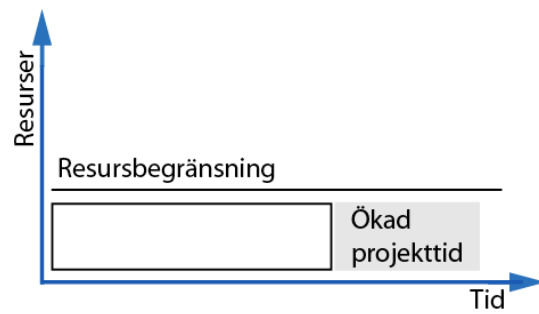 Resurser
Resursbegränsning
Ökad
projekttid
Tid